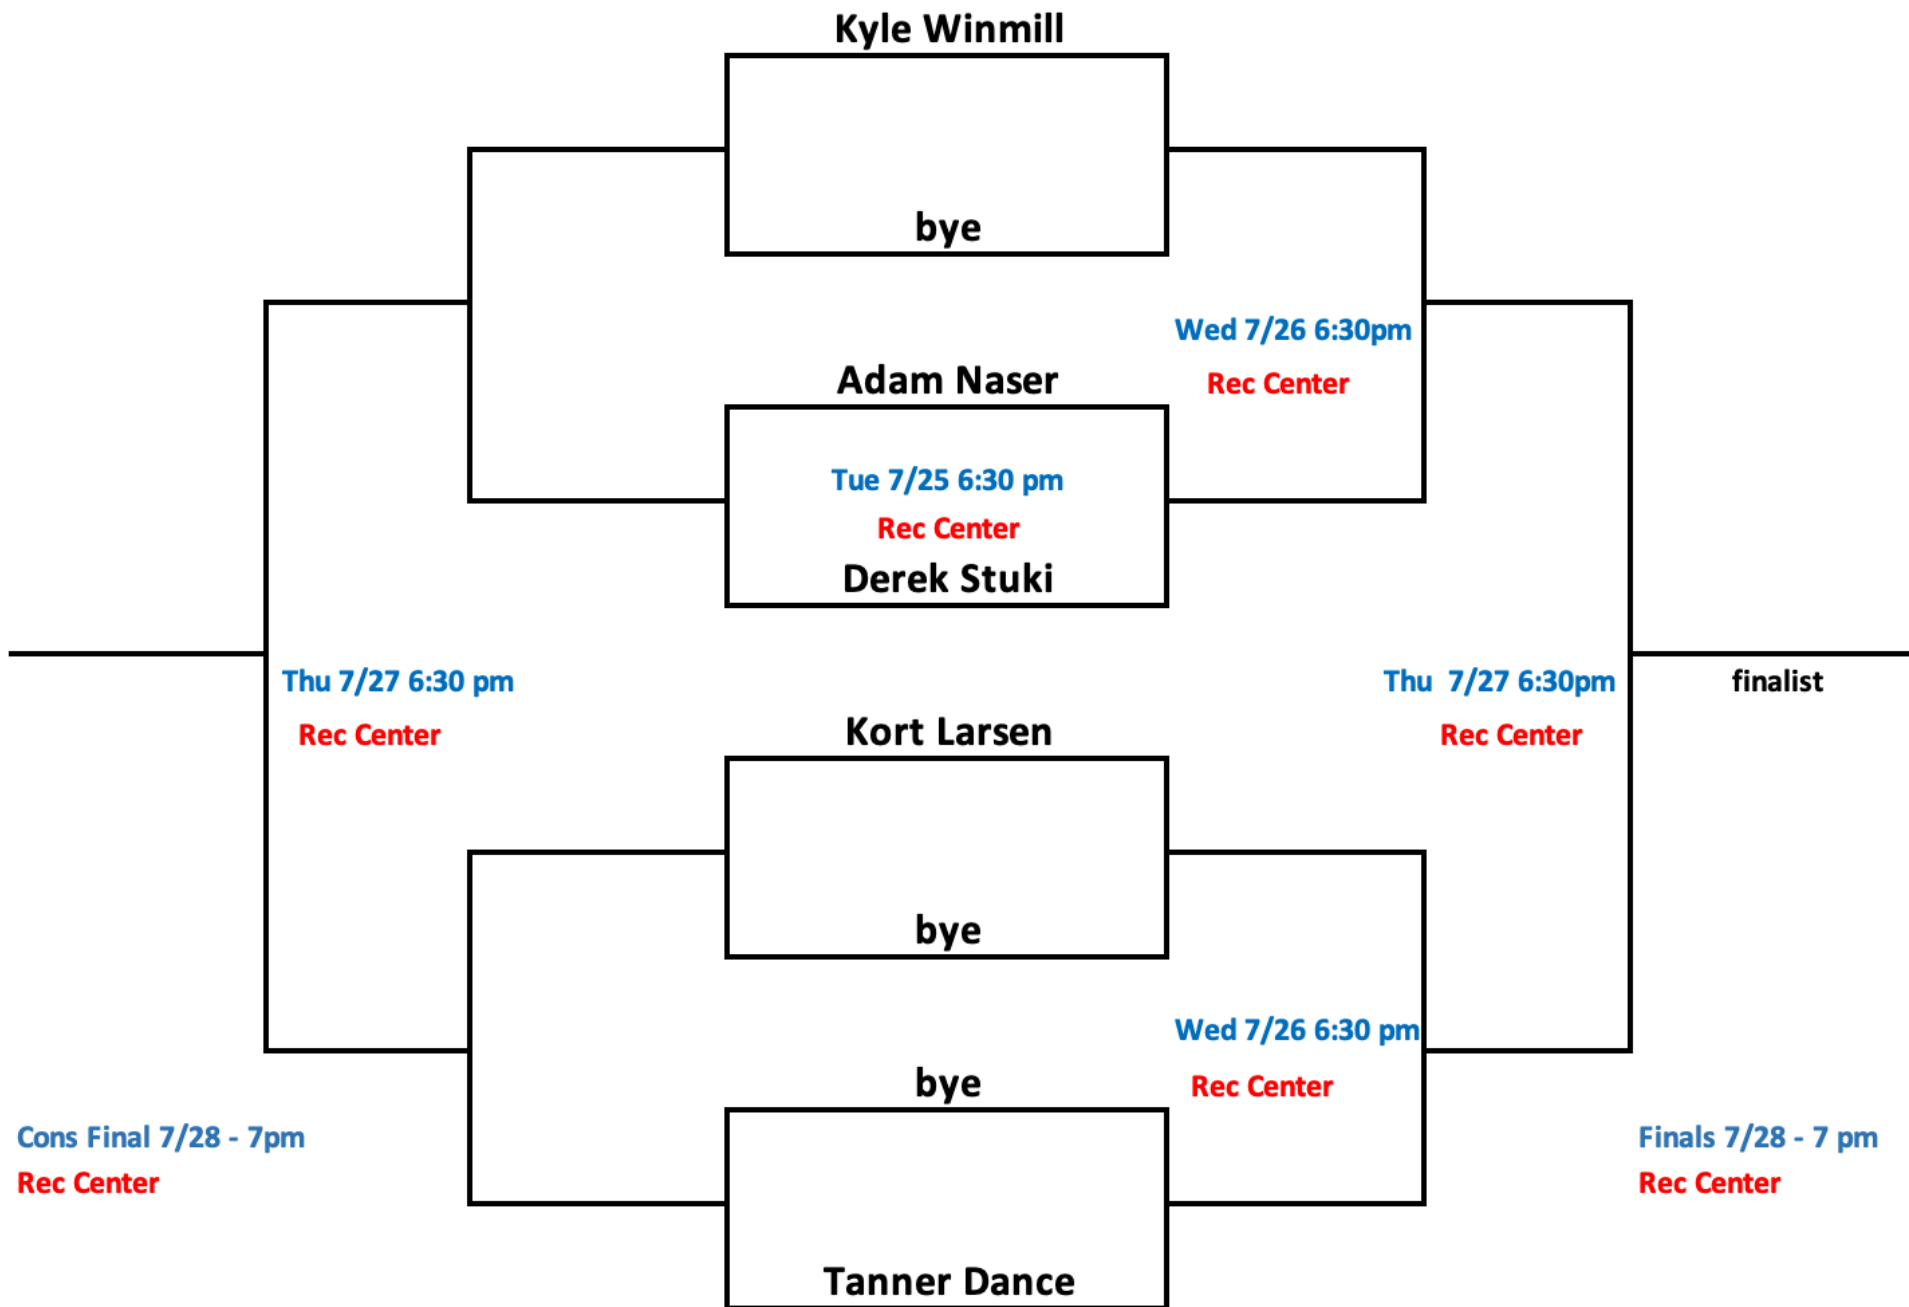 Kyle Winmill
bye
Wed 7/26 6:30pm
Rec Center
Adam Naser
Tue 7/25 6:30 pm
Rec Center
Derek Stuki
Thu 7/27 6:30 pm
Rec Center
Thu 7/27 6:30pm
Rec Center
finalist
Kort Larsen
bye
Wed 7/26 6:30 pm
Rec Center
bye
Cons Final 7/28 - 7pm
Rec Center
Finals 7/28 - 7 pm
Rec Center
Tanner Dance